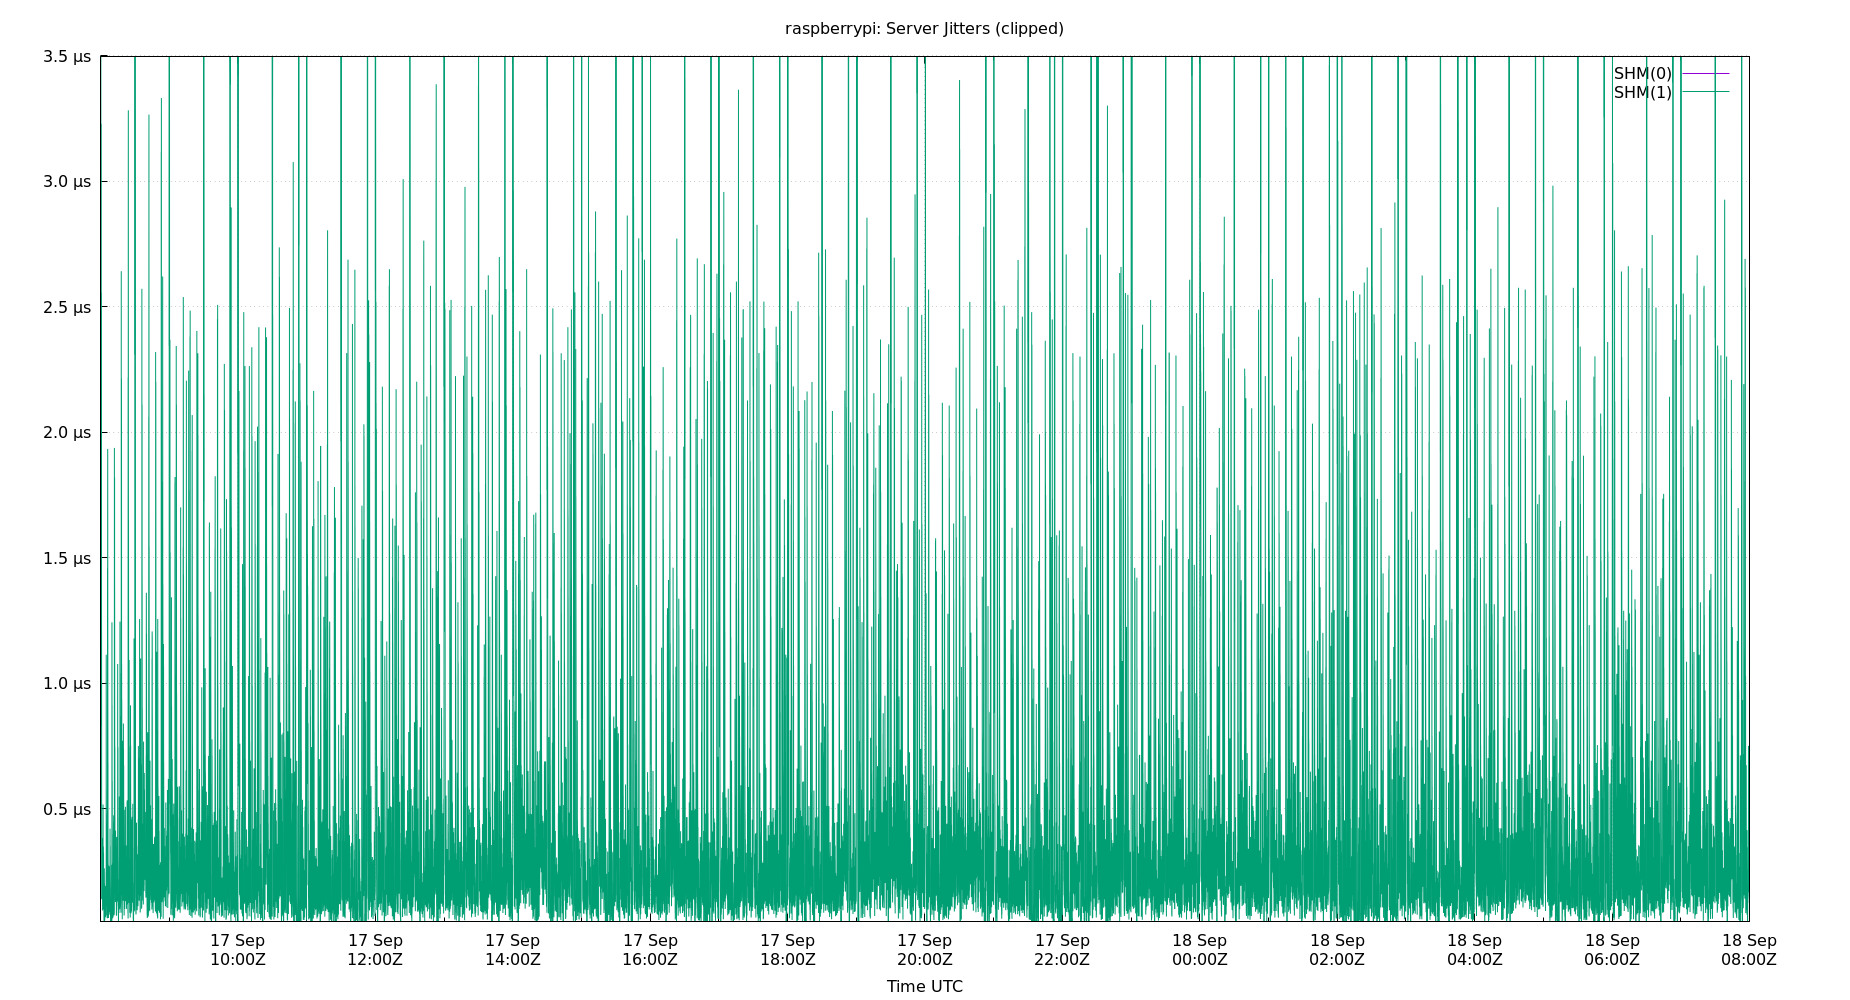 raspberrypi: Server Jitters (clipped)
3.5 µs
3.0 µs
2.5 µs
2.0 µs
1.5 µs
1.0 µs
0.5 µs
SHM(0)
SHM(1)
17 Sep 17 Sep 17 Sep 17 Sep 17 Sep 17 Sep 17 Sep 18 Sep 18 Sep 18 Sep 18 Sep 18 Sep
10:00Z 12:00Z 14:00Z 16:00Z 18:00Z 20:00Z 22:00Z 00:00Z 02:00Z 04:00Z 06:00Z 08:00Z
Time UTC